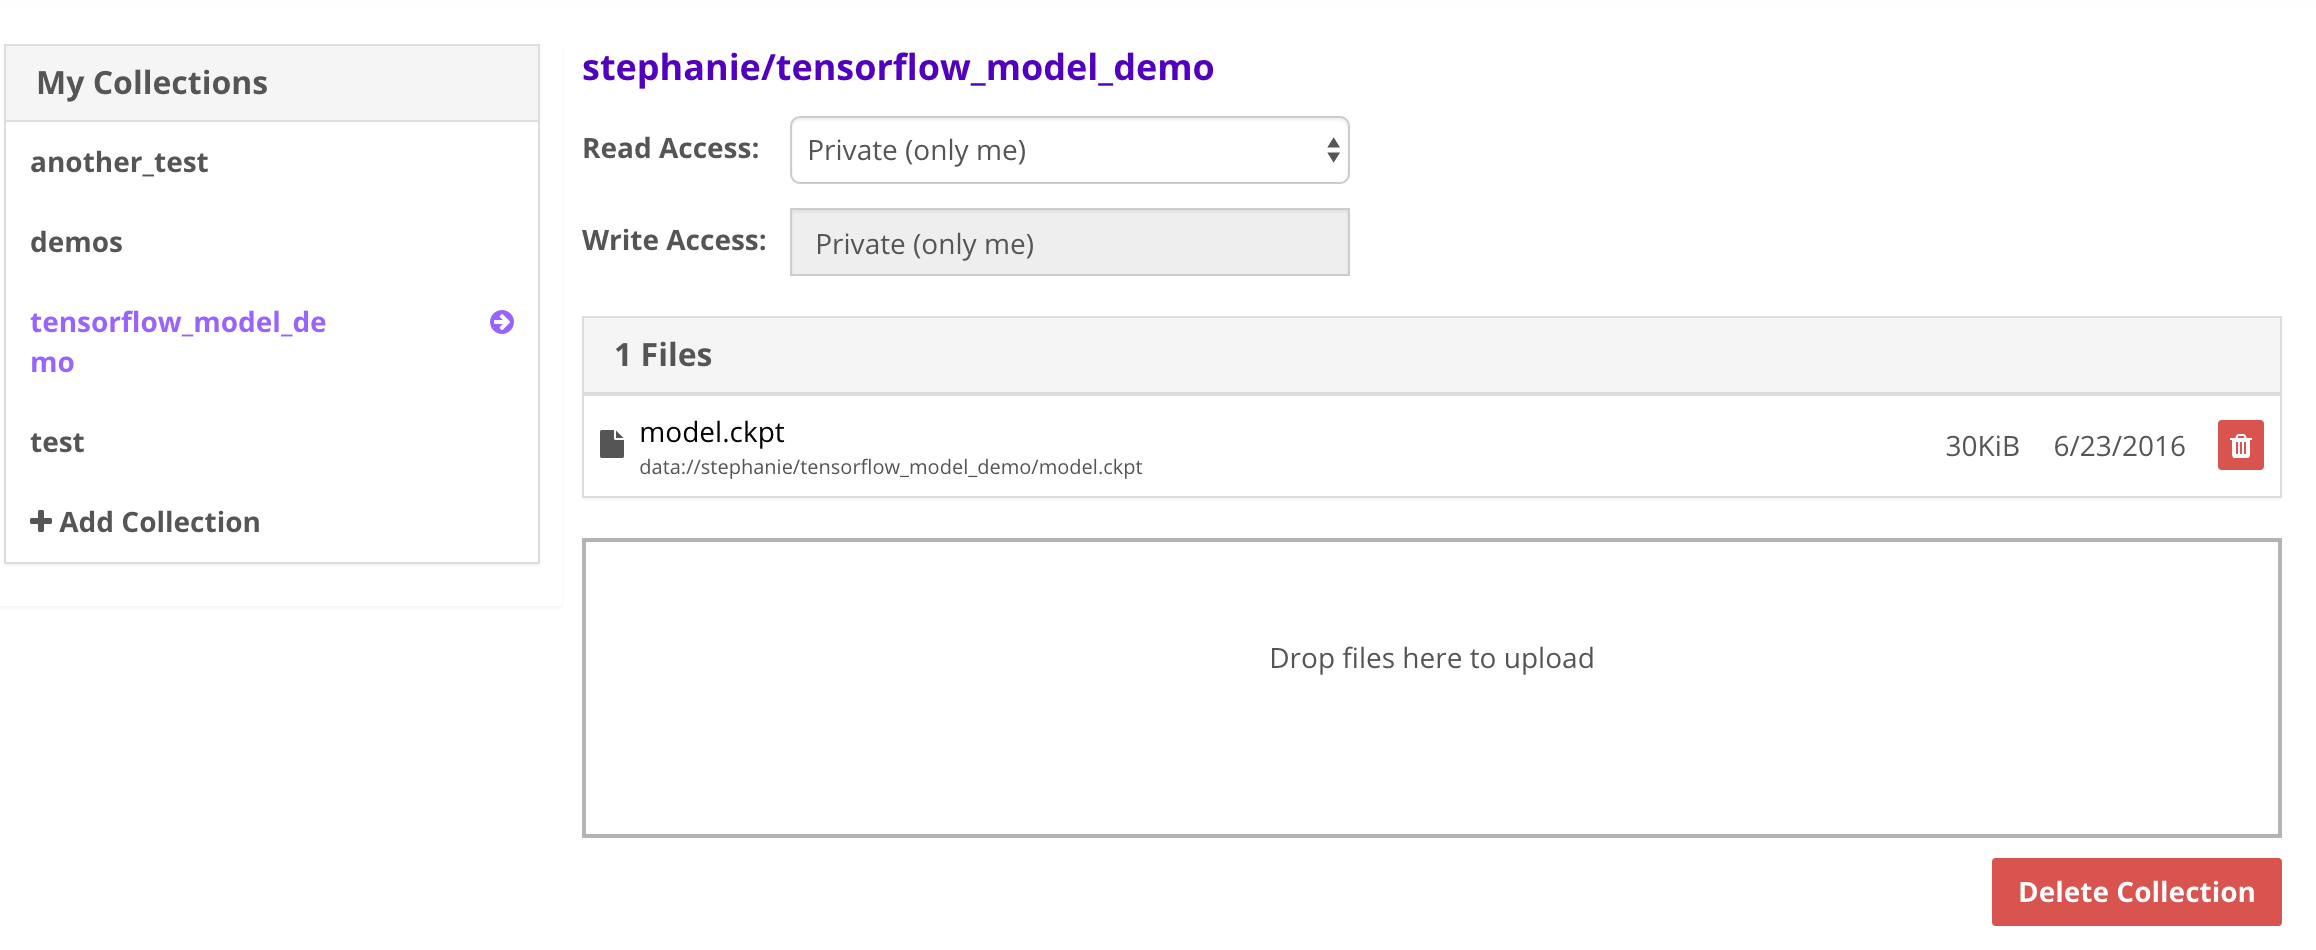 My Collections
another_test
demos
tensorflow_model_de
mo
test
Add Collection
stephanie/tensorflow_model_demo
Read Access: Private (only me)
Write Access: Private (only me)
1 Files
model.ckpt
data://stephanie/tensorflow_model_demo/model.ckpt
30KiB 6/23/2016
Drop files here to upload
Delete Collection